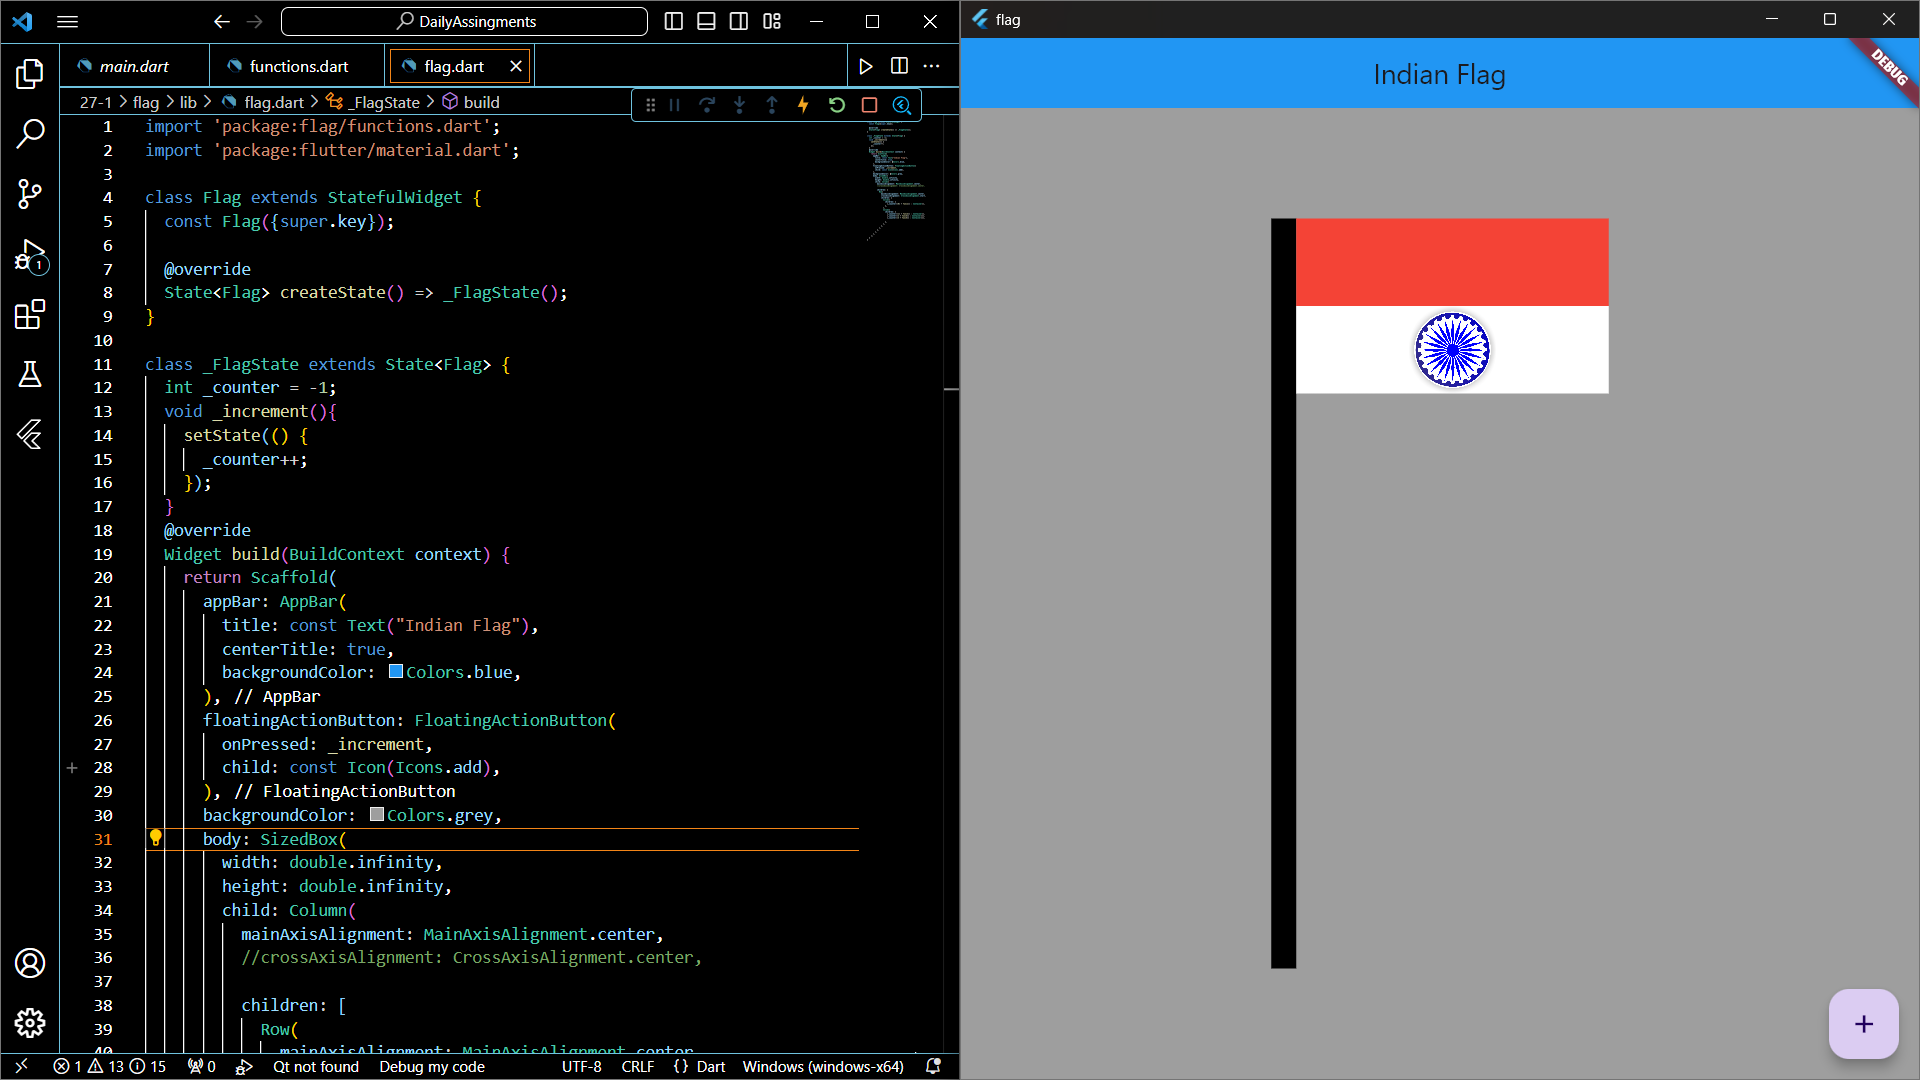 DailyAssingments
main.dart
functions.dart
flag.dart
27-1 > flag > lib > flag.dart > _FlagState > build
1 import 'package:flag/functions.dart';
2 import 'package:flutter/material.dart';
3
4 class Flag extends StatefulWidget {
5 const Flag({super.key});
6
7 @override
8 State<Flag> createState() => _FlagState();
9 }
10
11 class _FlagState extends State<Flag> {
12 int _counter = -1;
13 void _increment(){
14 setState(() {
15 _counter++;
16 });
17 }
18 @override
19 Widget build(BuildContext context) {
20 return Scaffold(
21 appBar: AppBar(
22 title: const Text("Indian Flag"),
23 centerTitle: true,
24 backgroundColor: Colors.blue,
25 ), // AppBar
26 floatingActionButton: FloatingActionButton(
27 onPressed: _increment,
28 child: const Icon(Icons.add),
29 ), // FloatingActionButton
30 backgroundColor: Colors.grey,
31 body: SizedBox(
32 width: double.infinity,
33 height: double.infinity,
34 child: Column(
35 mainAxisAlignment: MainAxisAlignment.center,
36 //crossAxisAlignment: CrossAxisAlignment.center,
37
38 children: [
39 Row(
40 mainAxisAlignment: MainAxisAlignment.center
1
1 13 15 0 Qt not found Debug my code UTF-8 CRLF {} Dart Windows (windows-x64)
flag
Indian Flag
DEBUG